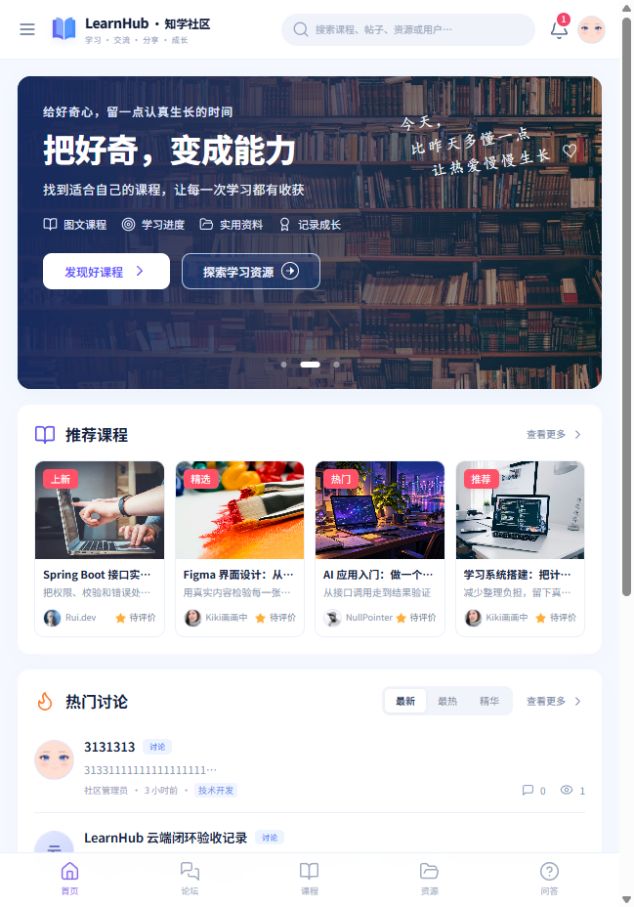 LearnHub · 知学社区
学习 · 交流 · 分享 · 成长
搜索课程、帖子、资源或用户…
1
给好奇心，留一点认真生长的时间
把好奇，变成能力
找到适合自己的课程，让每一次学习都有收获
今天，
比昨天多懂一点
让热爱慢慢生长
图文课程 学习进度 实用资料 记录成长
发现好课程
探索学习资源
推荐课程
查看更多
上新
Spring Boot 接口实…
把权限、校验和错误处…
Rui.dev 待评价
精选
Figma 界面设计：从…
用真实内容检验每一张…
Kiki画画中 待评价
热门
AI 应用入门：做一个…
从接口调用走到结果验证
NullPointer 待评价
推荐
学习系统搭建：把计…
减少整理负担，留下真…
Kiki画画中 待评价
热门讨论
最新 最热 精华
查看更多
3131313 讨论
31331111111111111111…
社区管理员 · 3 小时前 · 技术开发
0 1
LearnHub 云端闭环验收记录 讨论
首页 论坛 课程 资源 问答